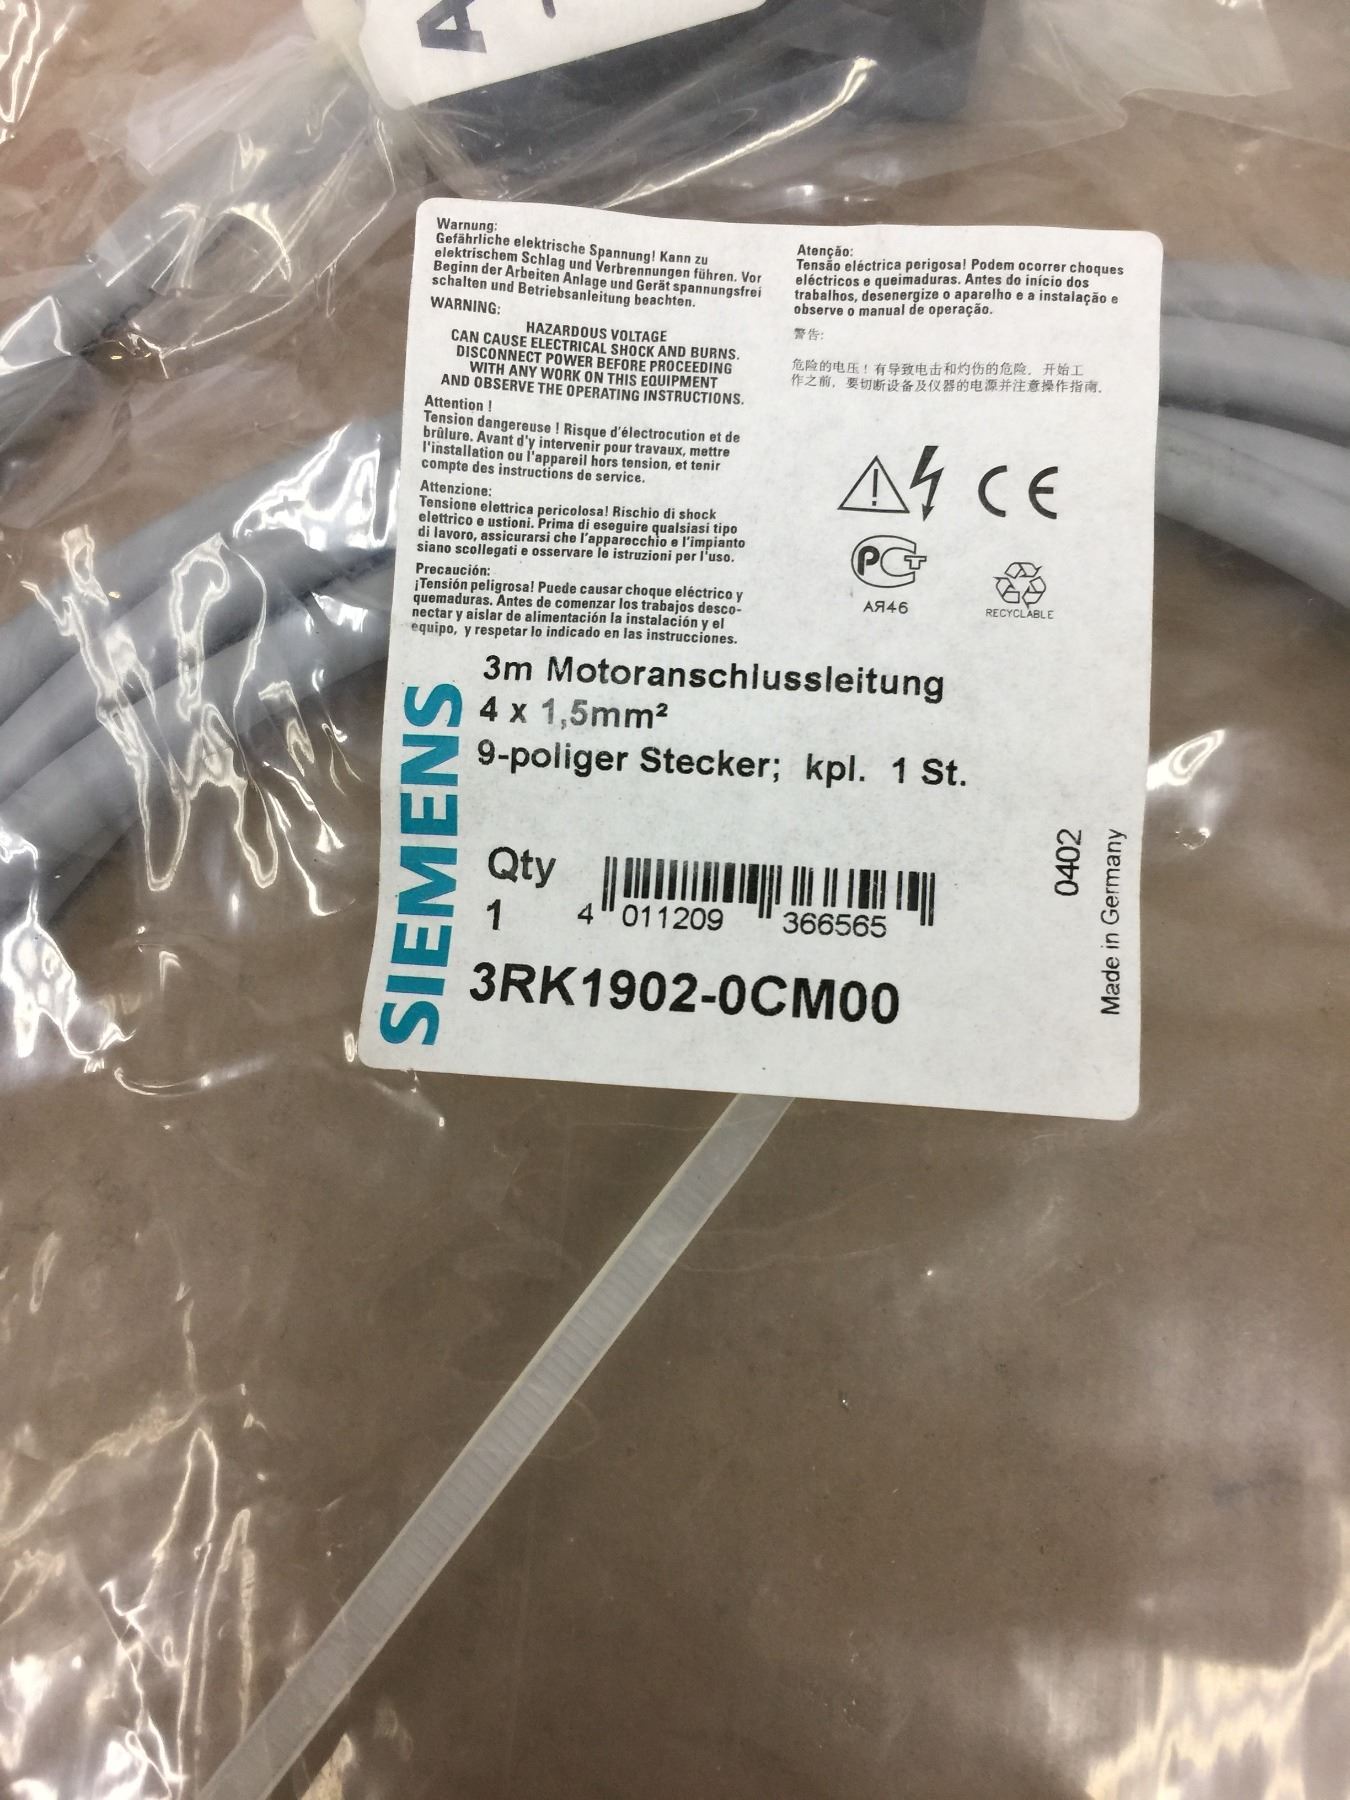 A
Warnung:
Gefährliche elektrische Spannung! Kann zu
elektrischem Schlag und Verbrennungen führen. Vor
Beginn der Arbeiten Anlage und Gerät spannungsfrei
schalten und Betriebsanleitung beachten.
WARNING:
HAZARDOUS VOLTAGE
CAN CAUSE ELECTRICAL SHOCK AND BURNS.
DISCONNECT POWER BEFORE PROCEEDING
WITH ANY WORK ON THIS EQUIPMENT
AND OBSERVE THE OPERATING INSTRUCTIONS.
Attention !
Tension dangereuse ! Risque d'électrocution et de
brûlure. Avant d'y intervenir pour travaux, mettre
l'installation ou l'appareil hors tension, et tenir
compte des instructions de service.
Attenzione:
Tensione elettrica pericolosa! Rischio di shock
elettrico e ustioni. Prima di eseguire qualsiasi tipo
di lavoro, assicurarsi che l'apparecchio e l'impianto
siano scollegati e osservare le istruzioni per l'uso.
Precaución:
¡Tensión peligrosa! Puede causar choque eléctrico y
quemaduras. Antes de comenzar los trabajos desco-
nectar y aislar de alimentación la instalación y el
equipo, y respetar lo indicado en las instrucciones.
Atenção:
Tensão eléctrica perigosa! Podem ocorrer choques
eléctricos e queimaduras. Antes do início dos
trabalhos, desenergize o aparelho e a instalação e
observe o manual de operação.
警告:
危险的电压！有导致电击和灼伤的危险. 开始工
作之前, 要切断设备及仪器的电源并注意操作指南.
CE
PCT
АЯ46
RECYCLABLE
SIEMENS
3m Motoranschlussleitung
4 x 1,5mm²
9-poliger Stecker; kpl. 1 St.
Qty
1
4 011209 366565
3RK1902-0CM00
0402
Made in Germany